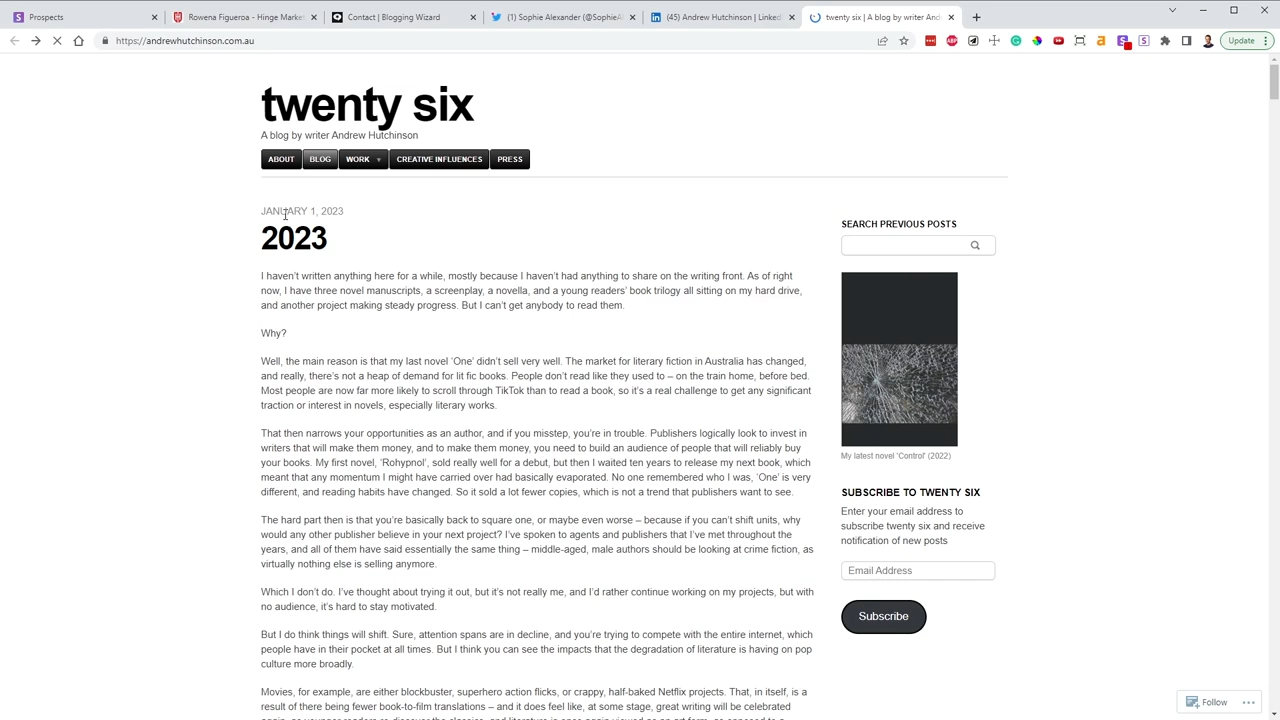 Prospects
Rowena Figueroa - Hinge Market
Contact | Blogging Wizard
(1) Sophie Alexander (@SophieAl
(45) Andrew Hutchinson | Linked
twenty six | A blog by writer And
https://andrewhutchinson.com.au
Update
twenty six
A blog by writer Andrew Hutchinson
ABOUT BLOG WORK CREATIVE INFLUENCES PRESS
JANUARY 1, 2023
2023
I haven't written anything here for a while, mostly because I haven't had anything to share on the writing front. As of right
now, I have three novel manuscripts, a screenplay, a novella, and a young readers' book trilogy all sitting on my hard drive,
and another project making steady progress. But I can't get anybody to read them.
Why?
Well, the main reason is that my last novel 'One' didn't sell very well. The market for literary fiction in Australia has changed,
and really, there's not a heap of demand for lit fic books. People don't read like they used to – on the train home, before bed.
Most people are now far more likely to scroll through TikTok than to read a book, so it's a real challenge to get any significant
traction or interest in novels, especially literary works.
That then narrows your opportunities as an author, and if you misstep, you're in trouble. Publishers logically look to invest in
writers that will make them money, and to make them money, you need to build an audience of people that will reliably buy
your books. My first novel, 'Rohypnol', sold really well for a debut, but then I waited ten years to release my next book, which
meant that any momentum I might have carried over had basically evaporated. No one remembered who I was, 'One' is very
different, and reading habits have changed. So it sold a lot fewer copies, which is not a trend that publishers want to see.
The hard part then is that you're basically back to square one, or maybe even worse – because if you can't shift units, why
would any other publisher believe in your next project? I've spoken to agents and publishers that I've met throughout the
years, and all of them have said essentially the same thing – middle-aged, male authors should be looking at crime fiction, as
virtually nothing else is selling anymore.
Which I don't do. I've thought about trying it out, but it's not really me, and I'd rather continue working on my projects, but with
no audience, it's hard to stay motivated.
But I do think things will shift. Sure, attention spans are in decline, and you're trying to compete with the entire internet, which
people have in their pocket at all times. But I think you can see the impacts that the degradation of literature is having on pop
culture more broadly.
Movies, for example, are either blockbuster, superhero action flicks, or crappy, half-baked Netflix projects. That, in itself, is a
result of there being fewer book-to-film translations – and it does feel like, at some stage, great writing will be celebrated
SEARCH PREVIOUS POSTS
My latest novel 'Control' (2022)
SUBSCRIBE TO TWENTY SIX
Enter your email address to
subscribe twenty six and receive
notification of new posts
Email Address
Subscribe
Follow